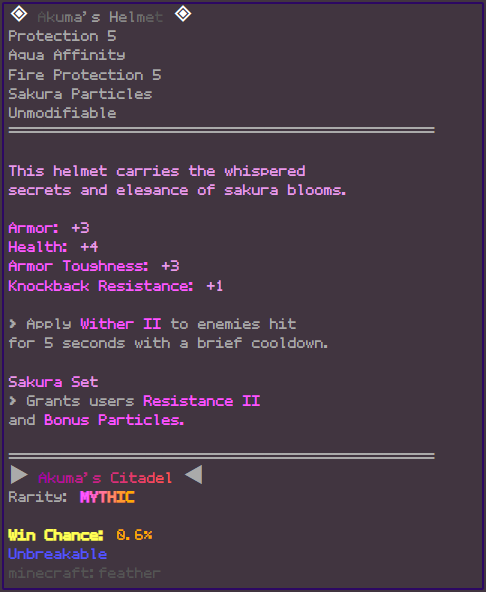 Akuma's Helmet
Protection 5
Aqua Affinity
Fire Protection 5
Sakura Particles
Unmodifiable
This helmet carries the whispered
secrets and elegance of sakura blooms.
Armor: +3
Health: +4
Armor Toughness: +3
Knockback Resistance: +1
> Apply Wither II to enemies hit
for 5 seconds with a brief cooldown.
Sakura Set
> Grants users Resistance II
and Bonus Particles.
Akuma's Citadel
Rarity: MYTHIC
Win Chance: 0.6%
Unbreakable
minecraft:feather